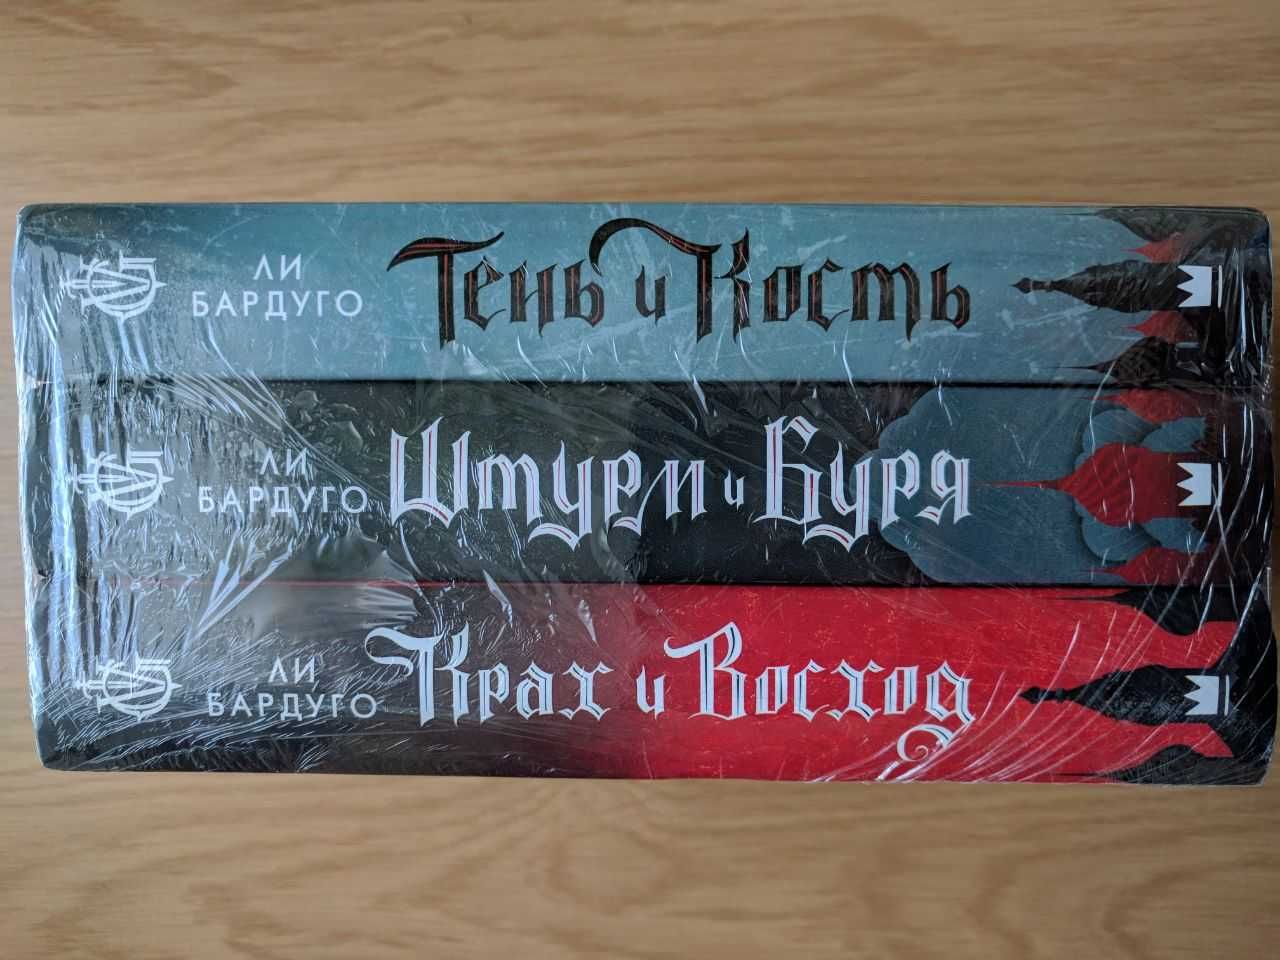 ЛИ
БАРДУГО
Тень и Кость
ЛИ
БАРДУГО
Штурм и Буря
ЛИ
БАРДУГО
Крах и Восход